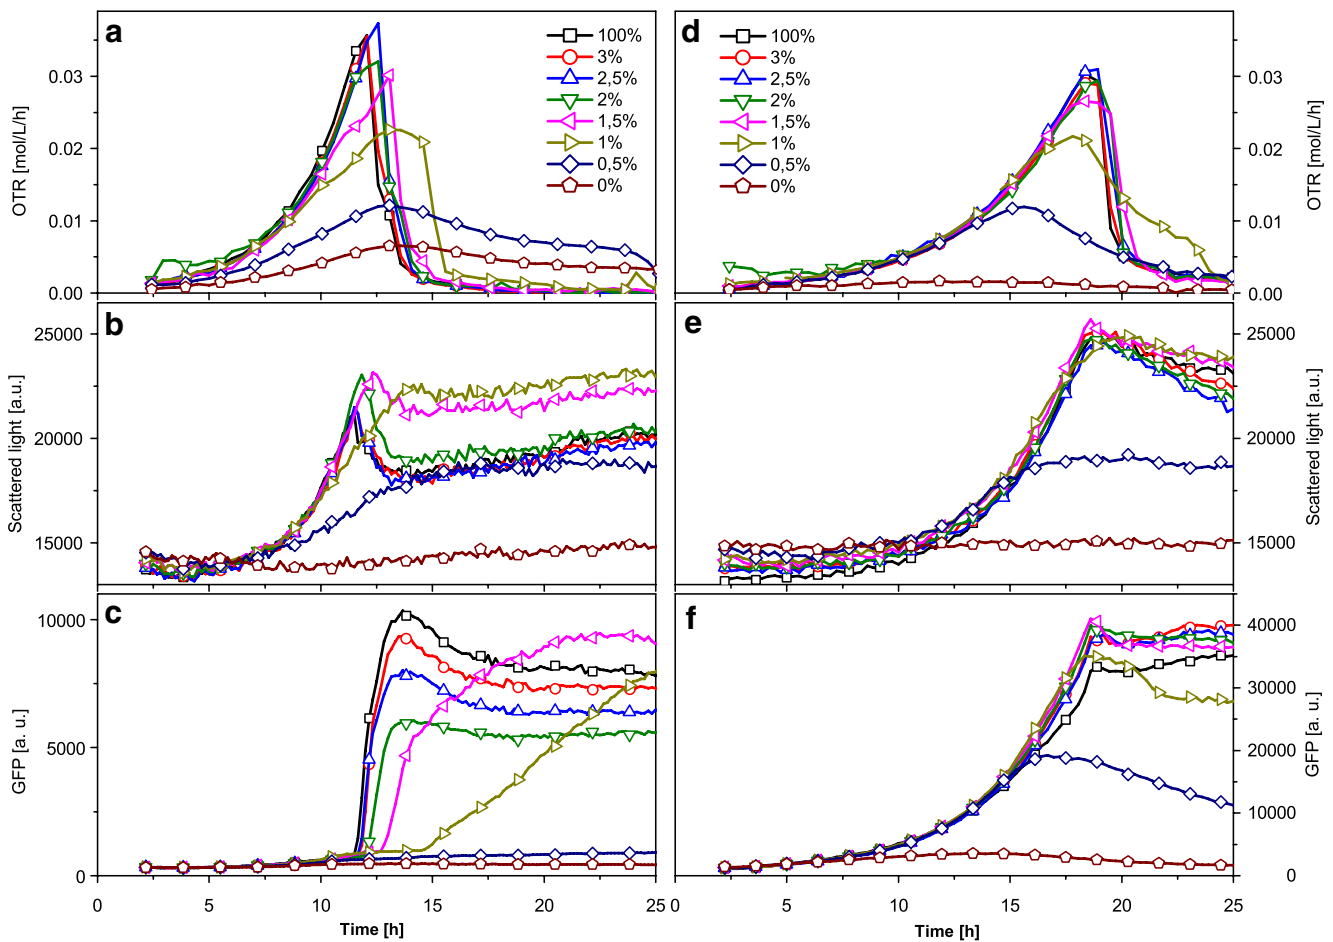 a
OTR [mol/L/h]
0.03
0.02
0.01
0.00
100%
3%
2,5%
2%
1,5%
1%
0,5%
0%
d
100%
3%
2,5%
2%
1,5%
1%
0,5%
0%
0.03
0.02
0.01
0.00
OTR [mol/L/h]
b
Scattered light [a.u.]
25000
20000
15000
e
25000
20000
15000
Scattered light [a.u.]
c
GFP [a. u.]
10000
5000
0
0 5 10 15 20 25
Time [h]
f
40000
30000
20000
10000
0
GFP [a. u.]
0 5 10 15 20 25
Time [h]